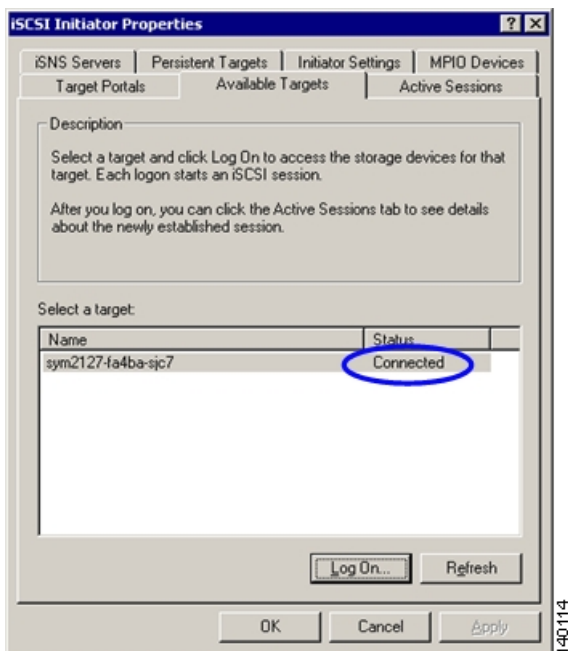 iSCSI Initiator Properties
iSNS Servers
Persistent Targets
Initiator Settings
MPIO Devices
Target Portals
Available Targets
Active Sessions
Description
Select a target and click Log On to access the storage devices for that
target. Each logon starts an iSCSI session.
After you log on, you can click the Active Sessions tab to see details
about the newly established session.
Select a target:
Name Status
sym2127-fa4ba-sjc7 Connected
Log On... Refresh
OK Cancel Apply
140114